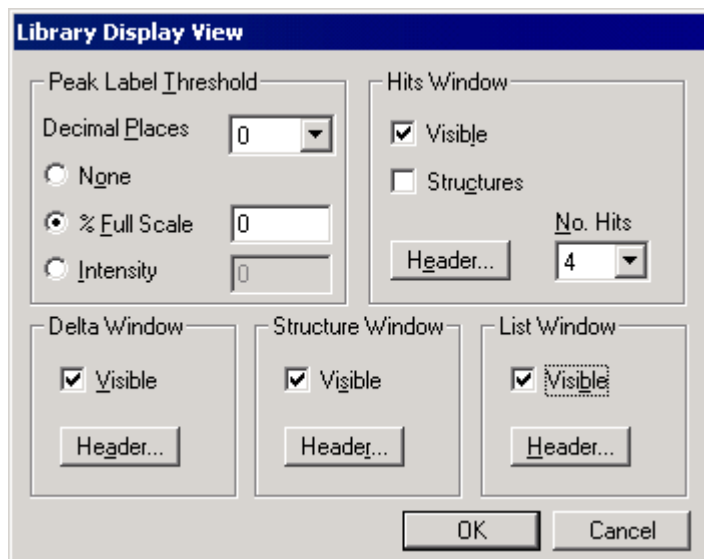 Library Display View
Peak Label Threshold
Decimal Places 0
None
% Full Scale 0
Intensity 0
Hits Window
Visible
Structures
No. Hits
Header... 4
Delta Window
Visible
Header...
Structure Window
Visible
Header...
List Window
Visible
Header...
OK Cancel